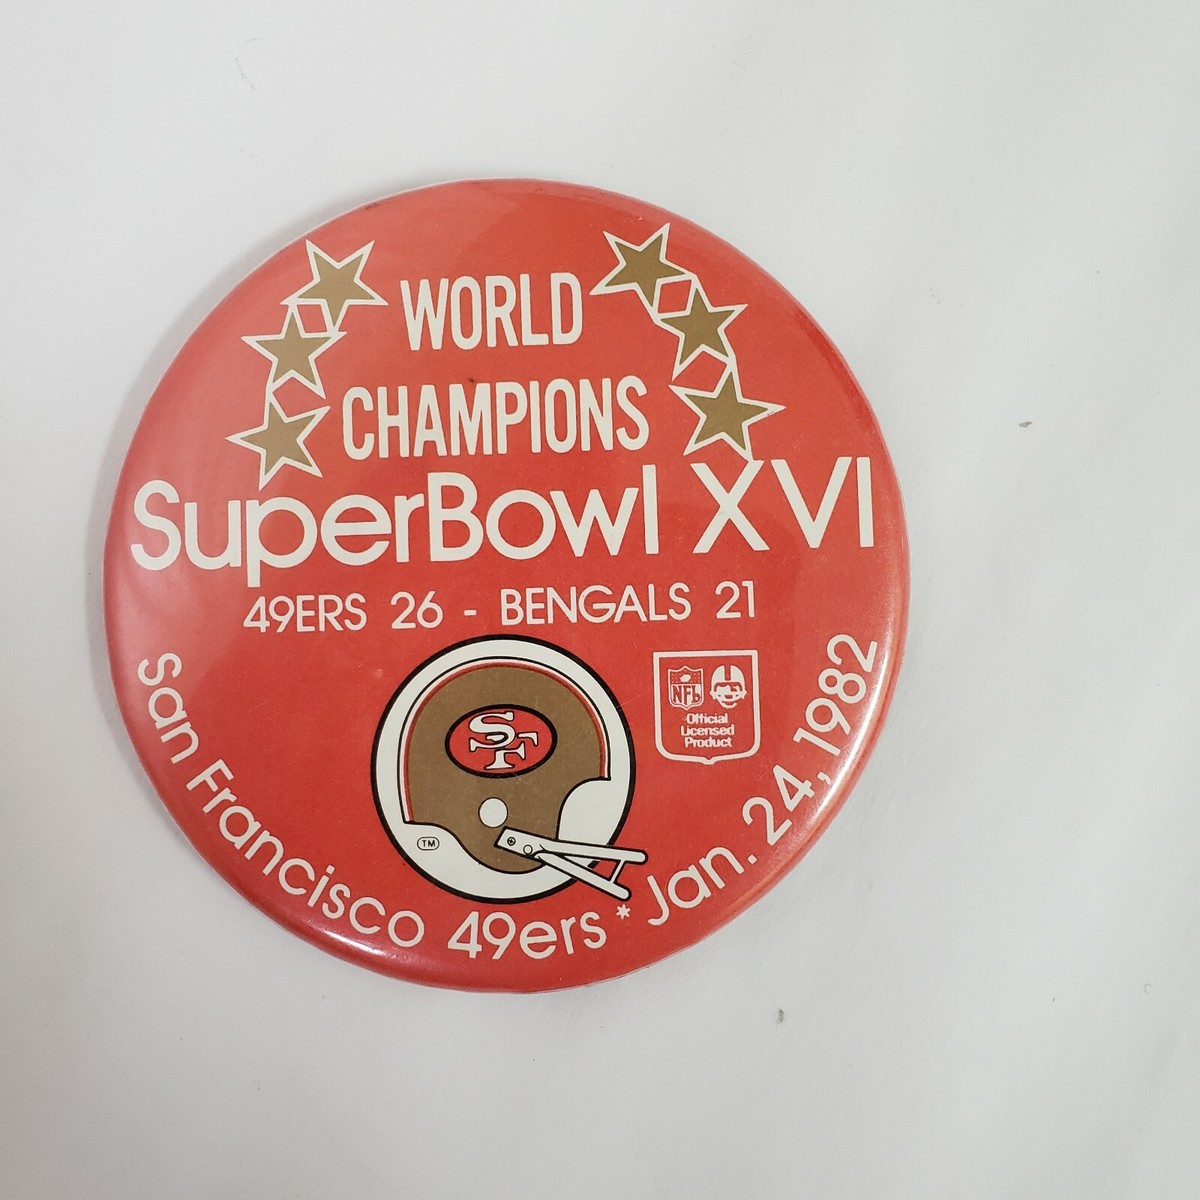 WORLD
CHAMPIONS
SuperBowl XVI
49ERS 26 - BENGALS 21
SF
TM
NFL
Official
Licensed
Product
San Francisco 49ers * Jan. 24, 1982